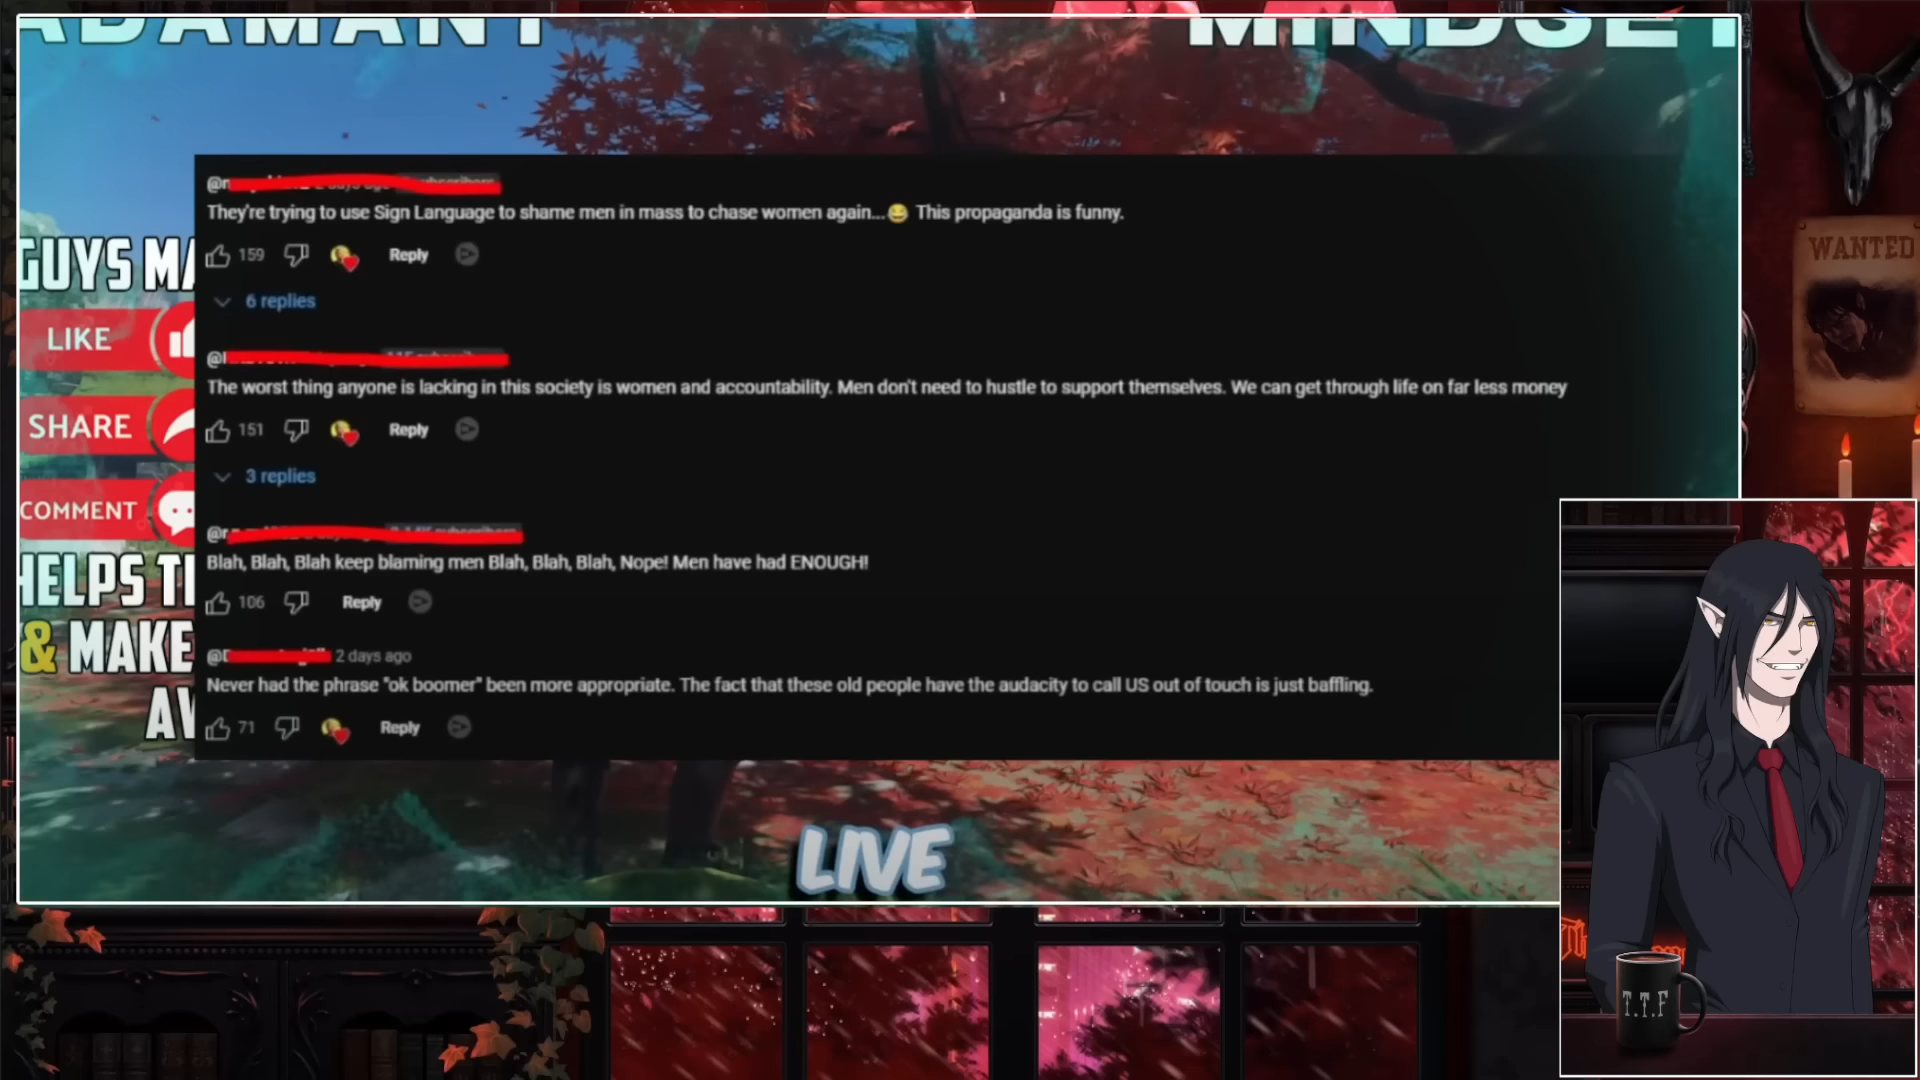 ADAMANT MINDSET
They're trying to use Sign Language to shame men in mass to chase women again...😂 This propaganda is funny.
159 Reply
6 replies
The worst thing anyone is lacking in this society is women and accountability. Men don't need to hustle to support themselves. We can get through life on far less money
151 Reply
3 replies
Blah, Blah, Blah keep blaming men Blah, Blah, Blah, Nope! Men have had ENOUGH!
106 Reply
2 days ago
Never had the phrase "ok boomer" been more appropriate. The fact that these old people have the audacity to call US out of touch is just baffling.
71 Reply
GUYS MA
LIKE
SHARE
COMMENT
HELPS
& MAKE
LIVE
WANTED
T.T.F